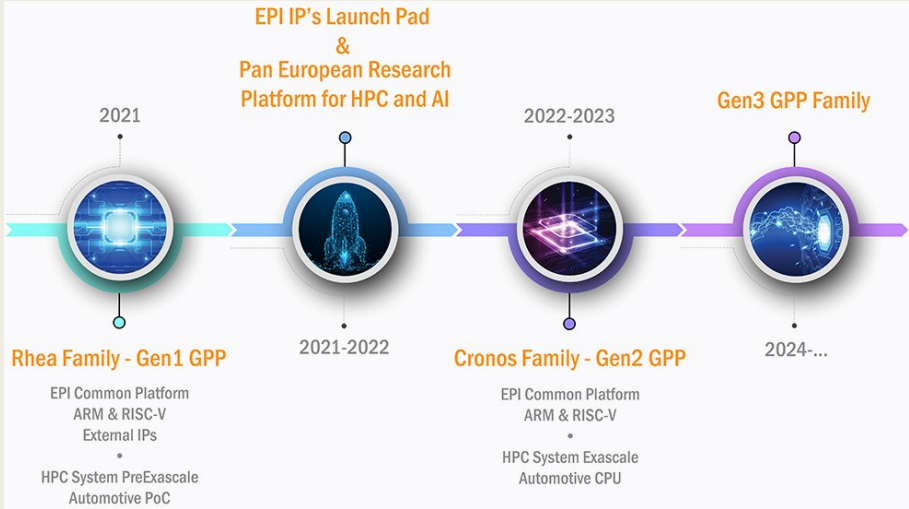 2021
Rhea Family - Gen1 GPP
EPI Common Platform
ARM & RISC-V
External IPs
•
HPC System PreExascale
Automotive PoC
EPI IP's Launch Pad
&
Pan European Research
Platform for HPC and AI
2021-2022
2022-2023
Cronos Family - Gen2 GPP
EPI Common Platform
ARM & RISC-V
•
HPC System Exascale
Automotive CPU
Gen3 GPP Family
2024-...